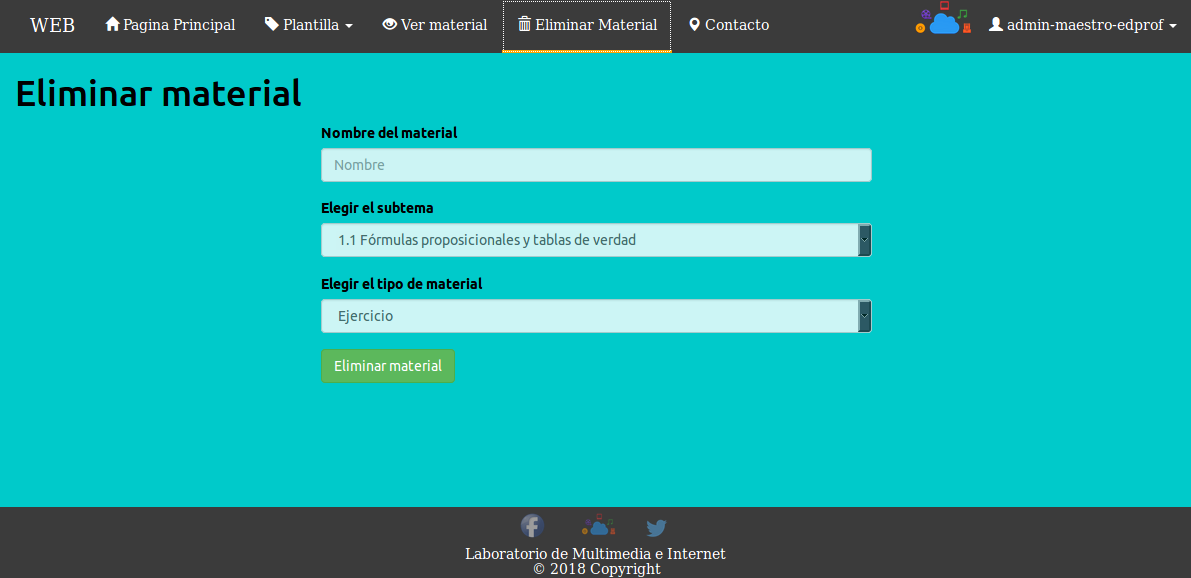 WEB Pagina Principal Plantilla Ver material Eliminar Material Contacto admin-maestro-edprof
Eliminar material
Nombre del material
Nombre
Elegir el subtema
1.1 Fórmulas proposicionales y tablas de verdad
Elegir el tipo de material
Ejercicio
Eliminar material
Laboratorio de Multimedia e Internet
© 2018 Copyright